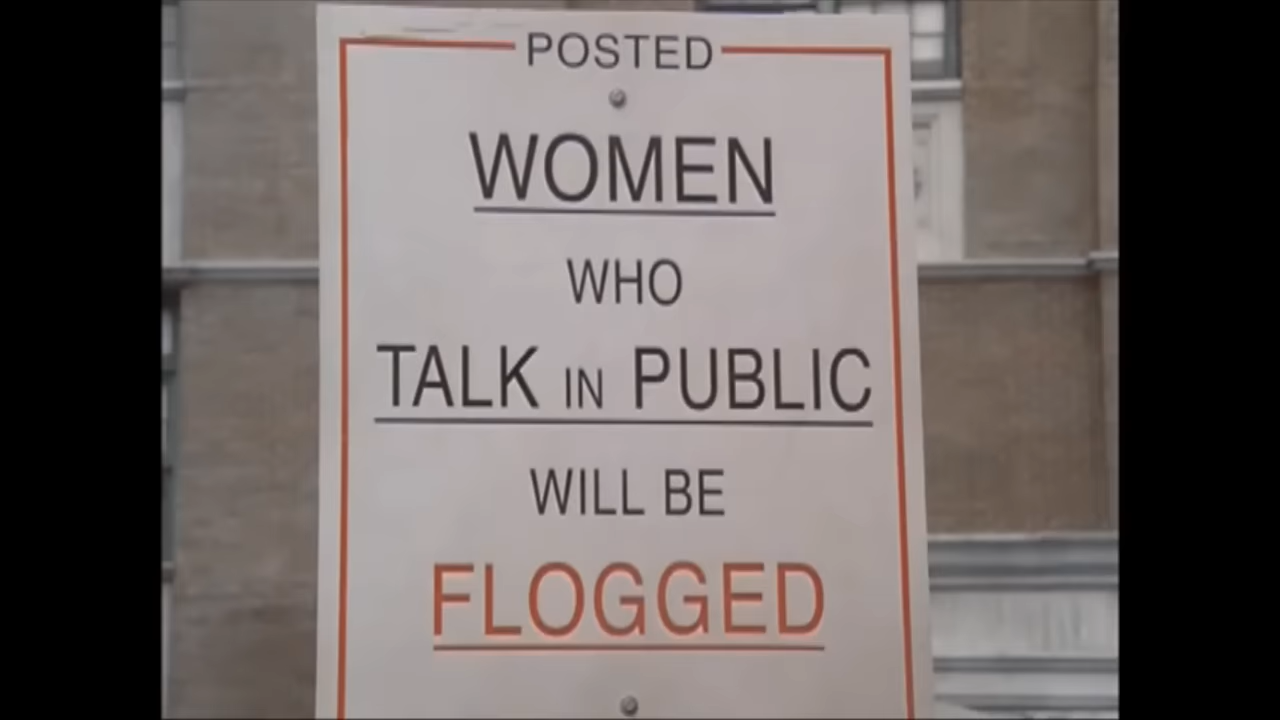 POSTED
WOMEN
WHO
TALK IN PUBLIC
WILL BE
FLOGGED